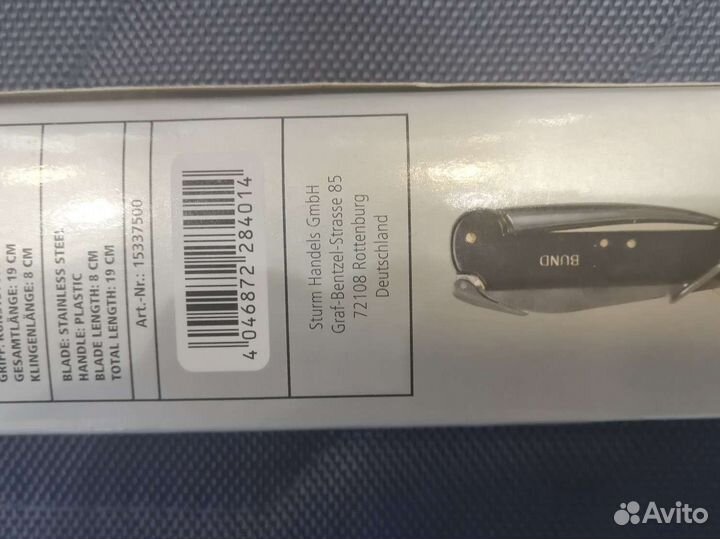 GESAMTLÄNGE: 19 CM
KLINGENLÄNGE: 8 CM
BLADE: STAINLESS STEEL
HANDLE: PLASTIC
BLADE LENGTH: 8 CM
TOTAL LENGTH: 19 CM
Art.-Nr.: 15337500
4 046872 284014
Sturm Handels GmbH
Graf-Bentzel-Strasse 85
72108 Rottenburg
Deutschland
BUND
Avito